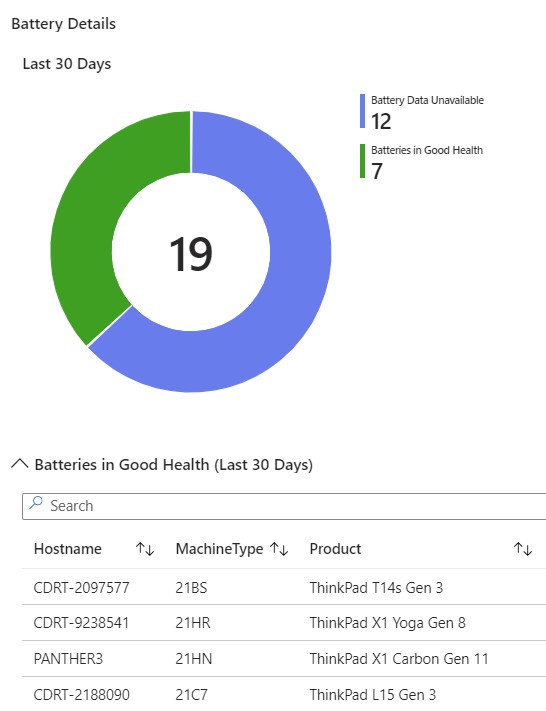 Battery Details
Last 30 Days
Battery Data Unavailable
12
Batteries in Good Health
7
19
Batteries in Good Health (Last 30 Days)
Search
Hostname MachineType Product
CDRT-2097577 21BS ThinkPad T14s Gen 3
CDRT-9238541 21HR ThinkPad X1 Yoga Gen 8
PANTHER3 21HN ThinkPad X1 Carbon Gen 11
CDRT-2188090 21C7 ThinkPad L15 Gen 3